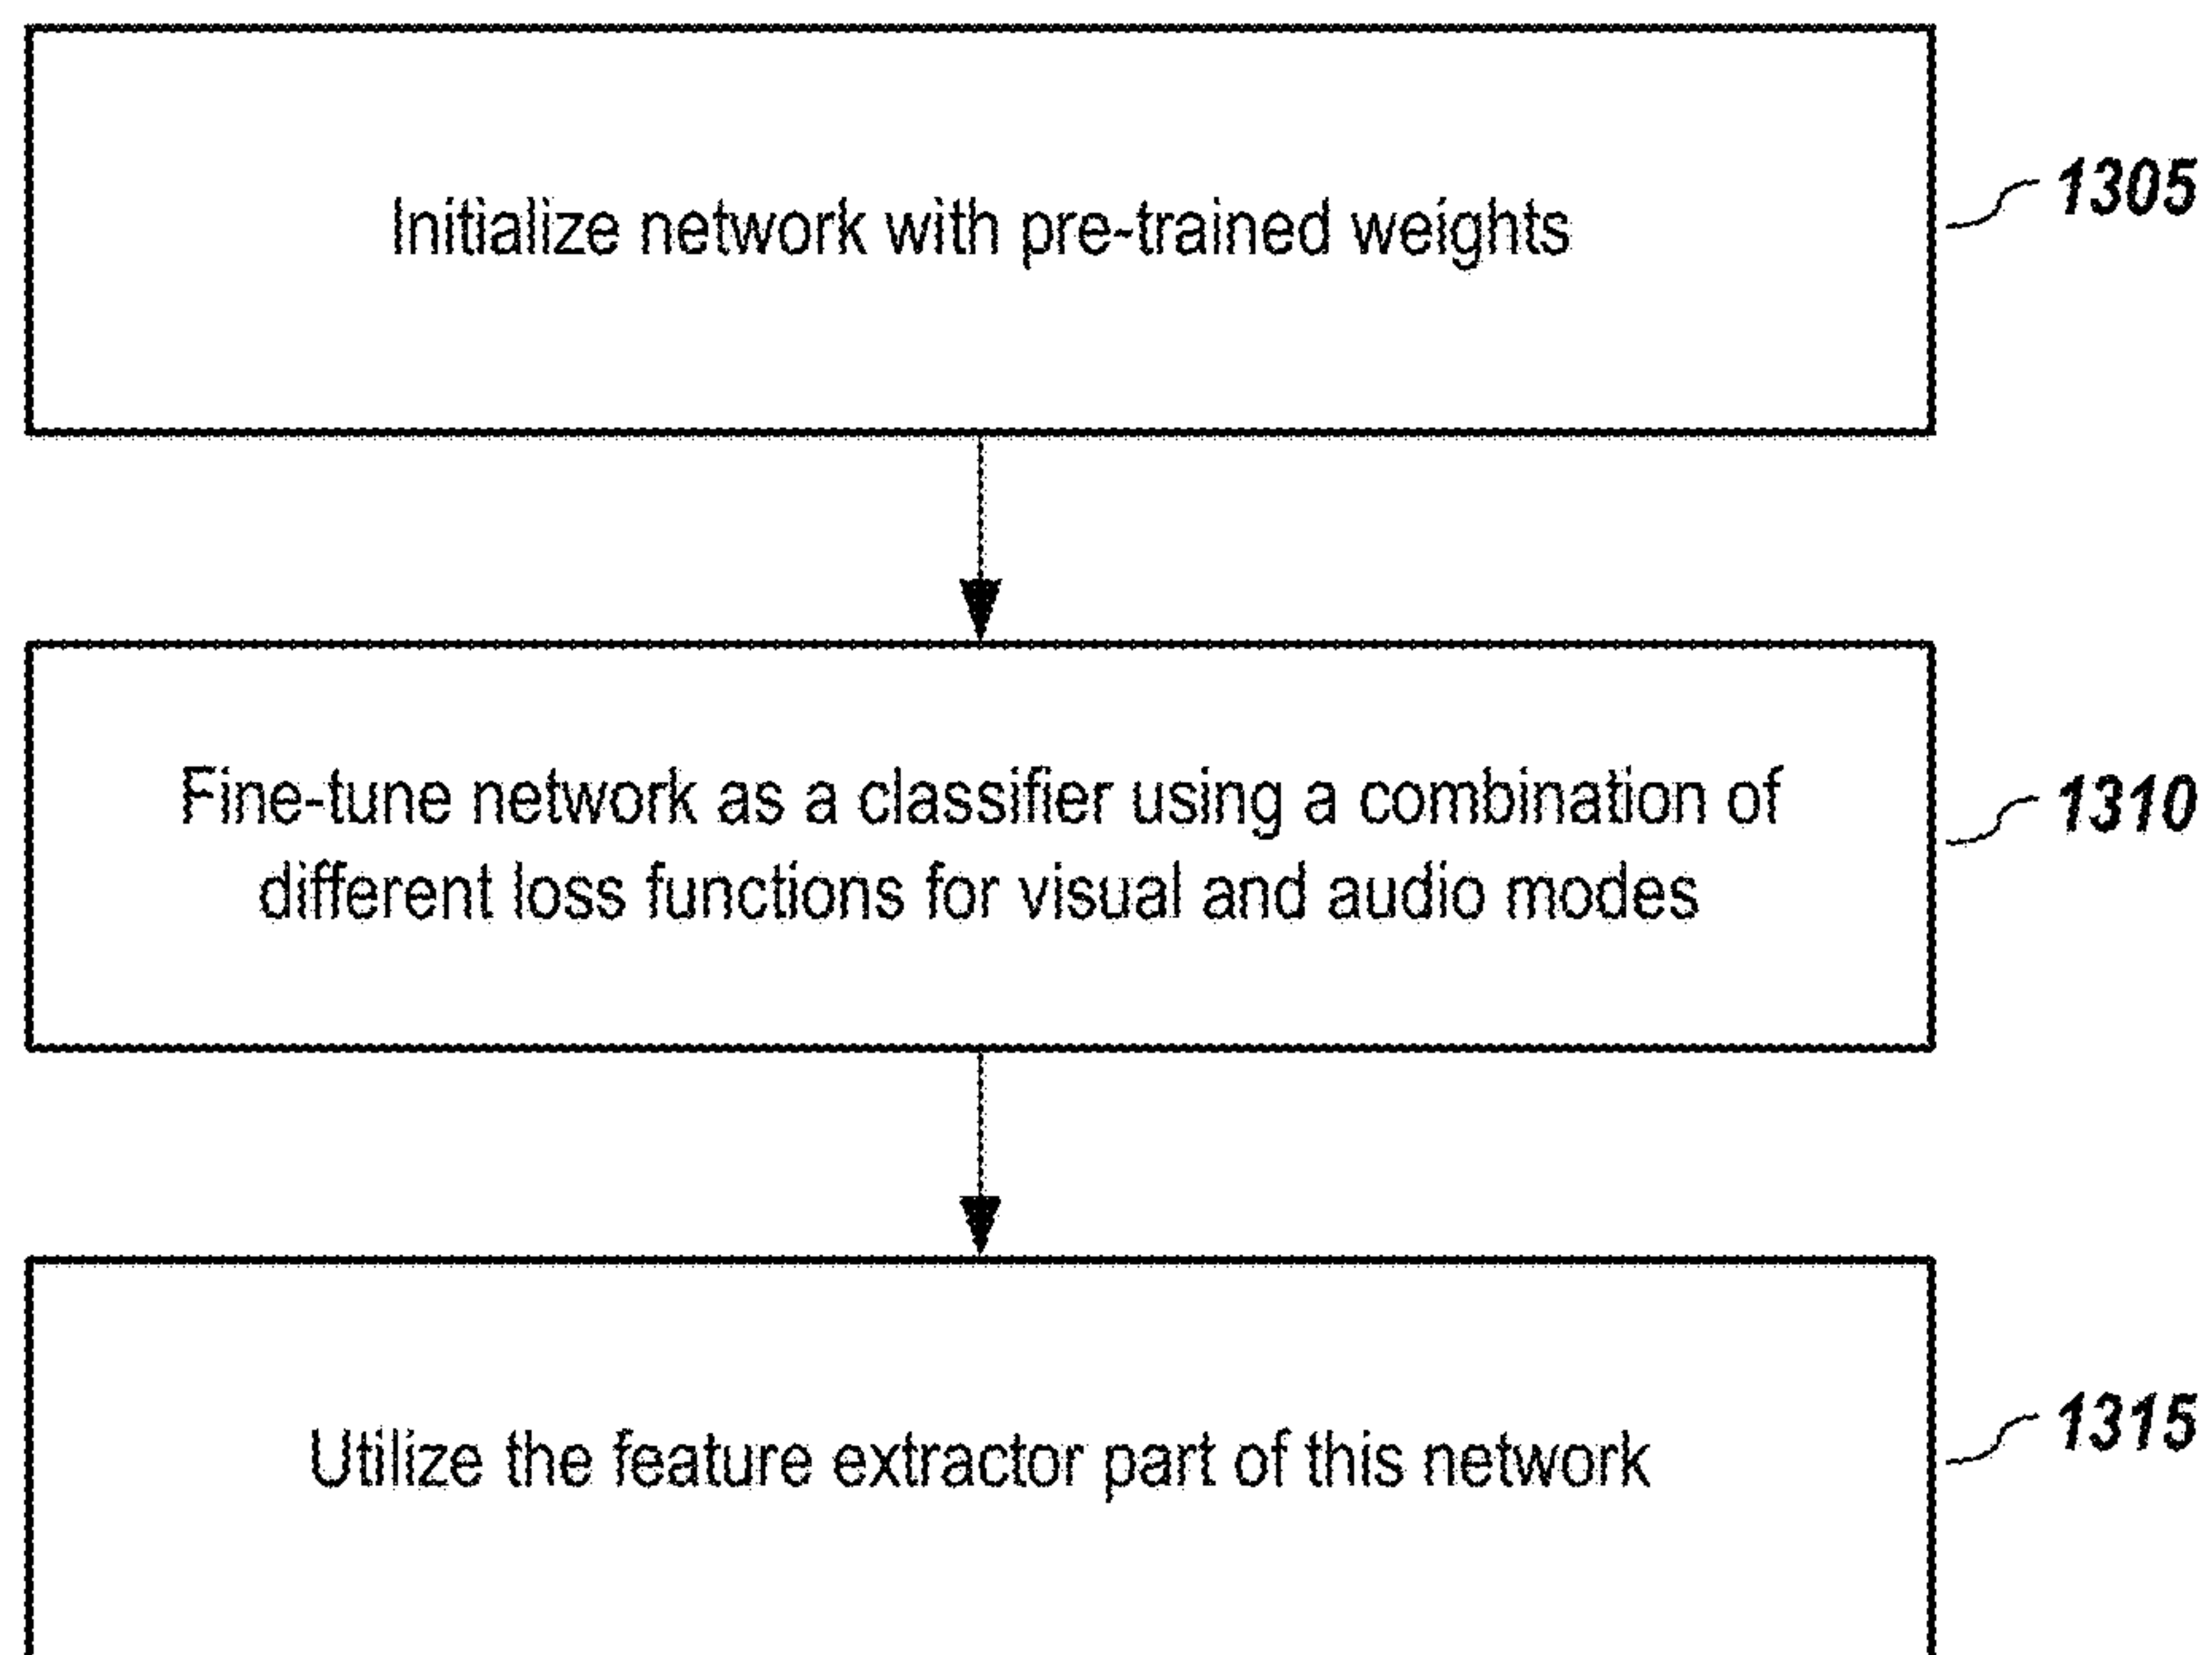 Initialize network with pre-trained weights
1305
Fine-tune network as a classifier using a combination of
different loss functions for visual and audio modes
1310
Utilize the feature extractor part of this network
1315